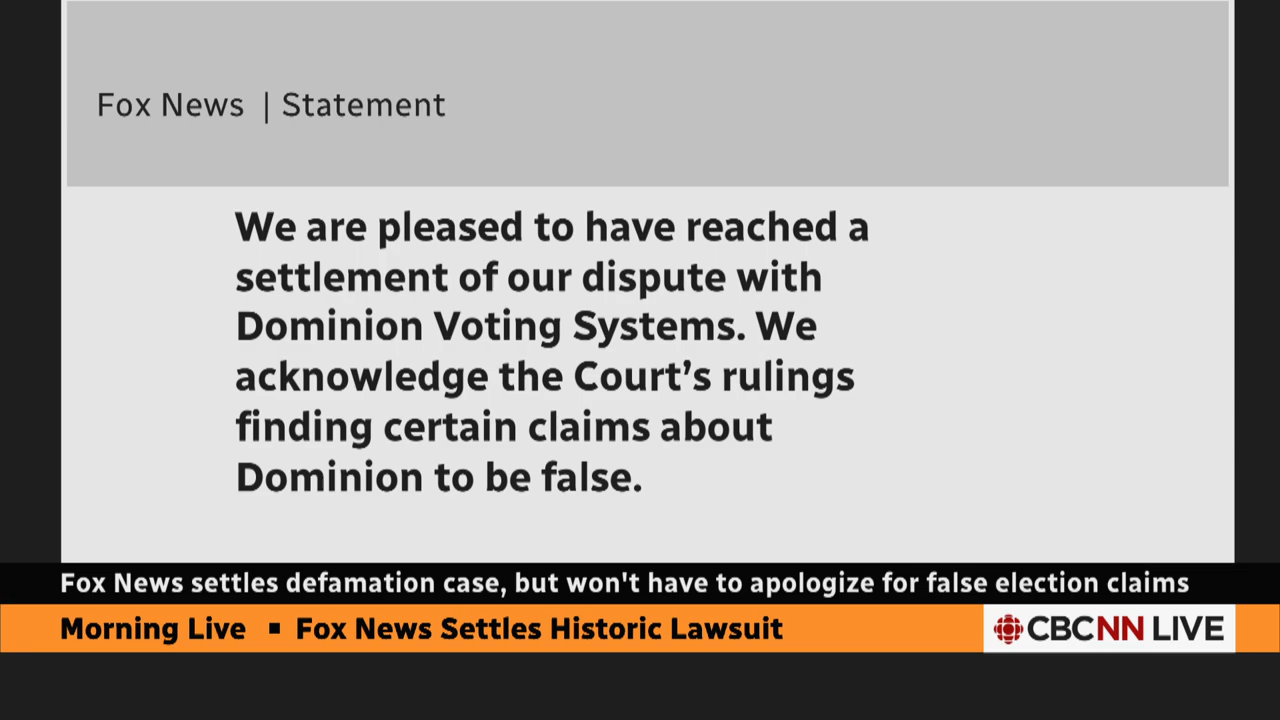 Fox News | Statement
We are pleased to have reached a
settlement of our dispute with
Dominion Voting Systems. We
acknowledge the Court’s rulings
finding certain claims about
Dominion to be false.
Fox News settles defamation case, but won't have to apologize for false election claims
Morning Live ▪ Fox News Settles Historic Lawsuit
CBCNN LIVE